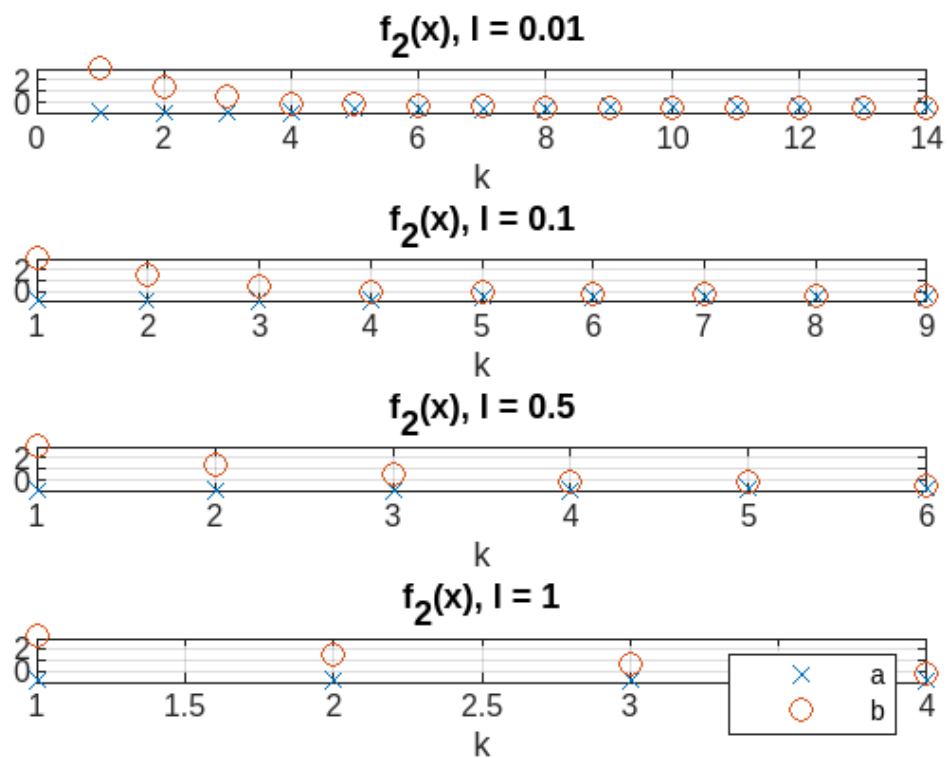 f2(x), l = 0.01
2
0
0 2 4 6 8 10 12 14
k
f2(x), l = 0.1
2
0
1 2 3 4 5 6 7 8 9
k
f2(x), l = 0.5
2
0
1 2 3 4 5 6
k
f2(x), l = 1
2
0
1 1.5 2 2.5 3 4
k
a
b